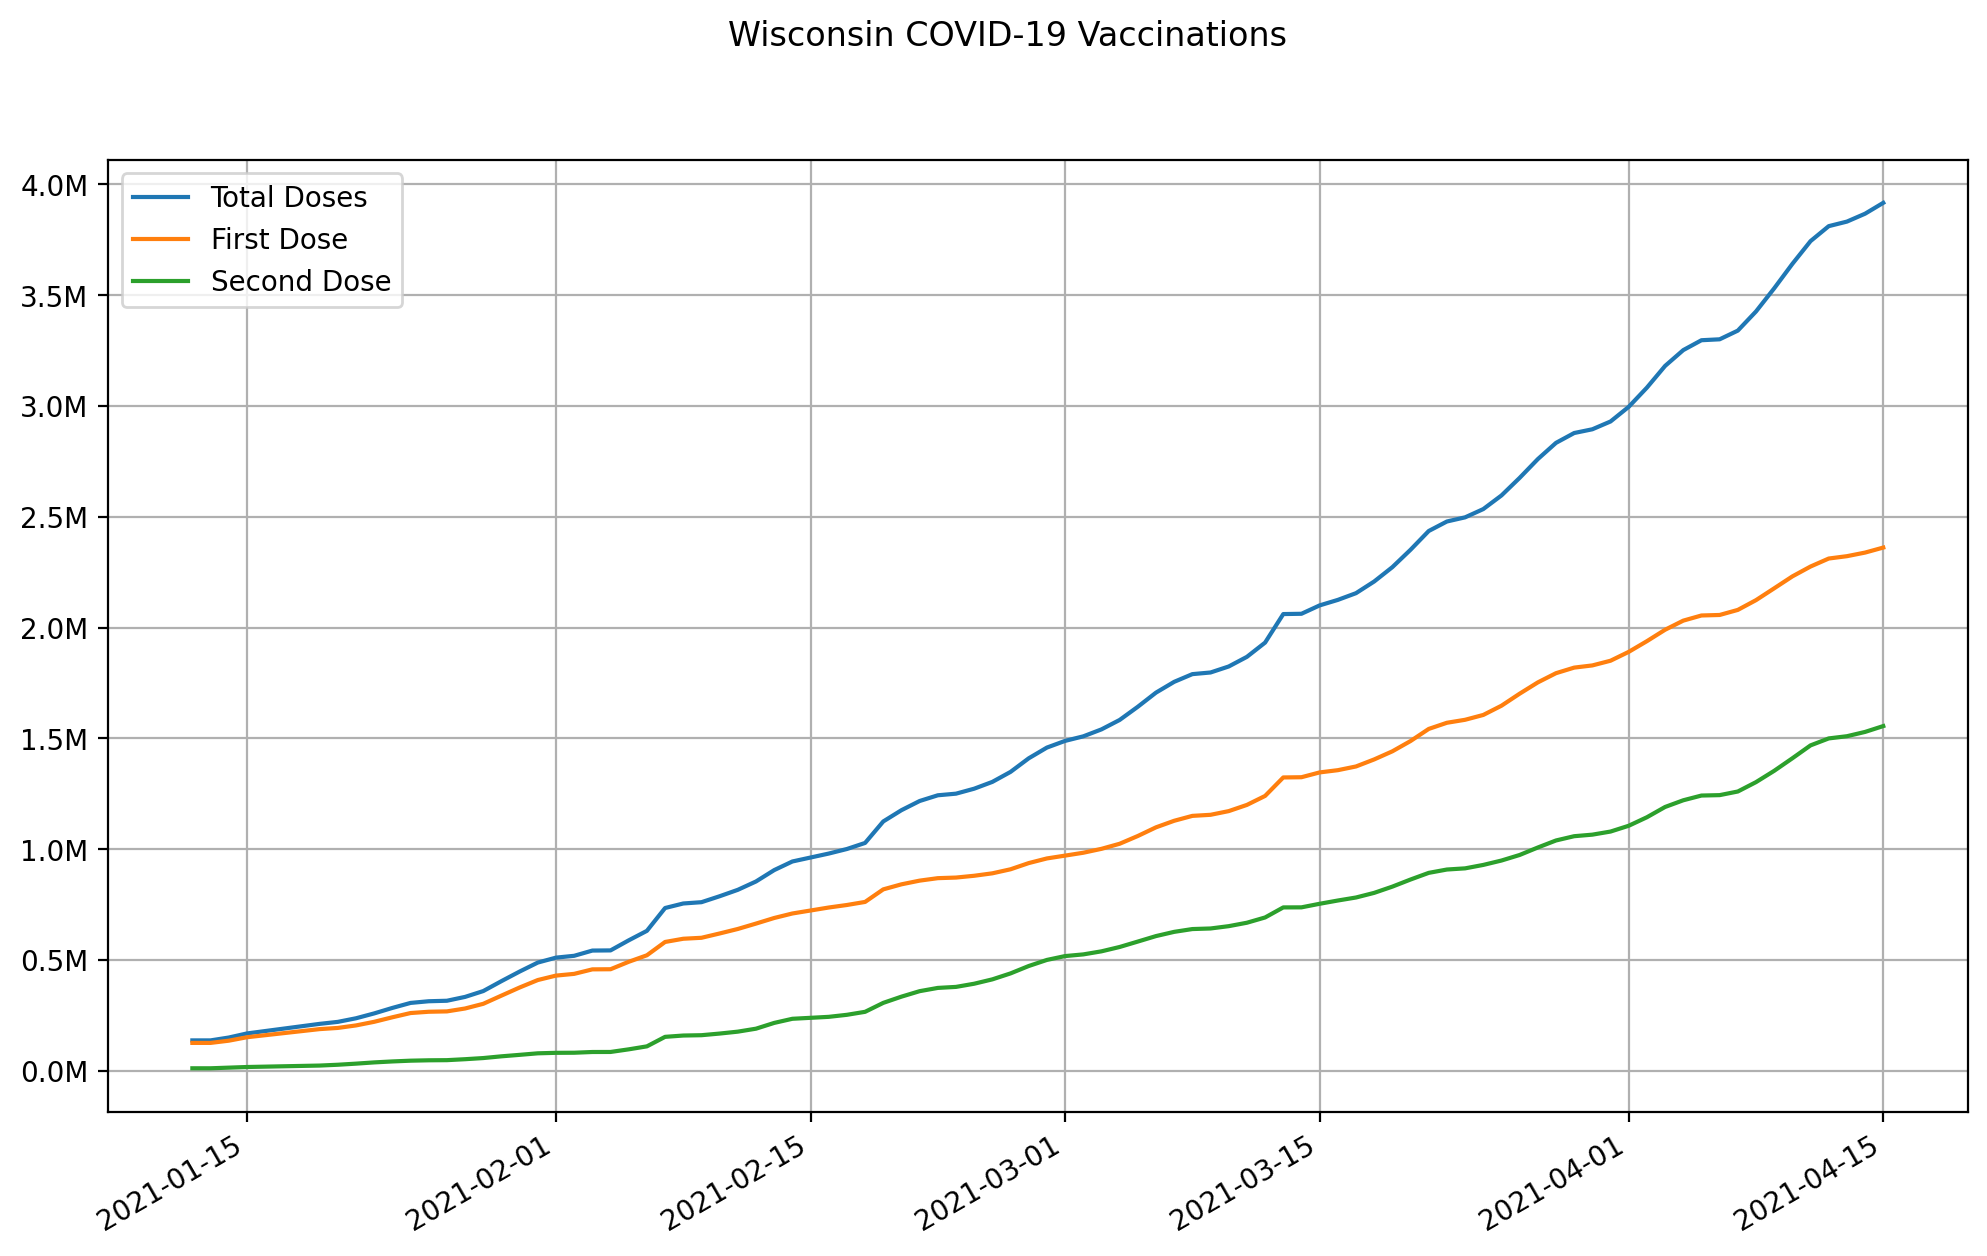 Wisconsin COVID-19 Vaccinations
4.0M
3.5M
3.0M
2.5M
2.0M
1.5M
1.0M
0.5M
0.0M
Total Doses
First Dose
Second Dose
2021-01-15
2021-02-01
2021-02-15
2021-03-01
2021-03-15
2021-04-01
2021-04-15